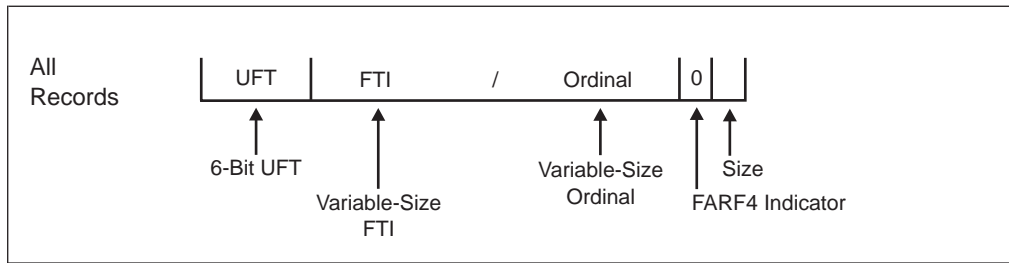 All
Records
UFT
FTI
/
Ordinal
0
6-Bit UFT
Variable-Size
FTI
Variable-Size
Ordinal
Size
FARF4 Indicator